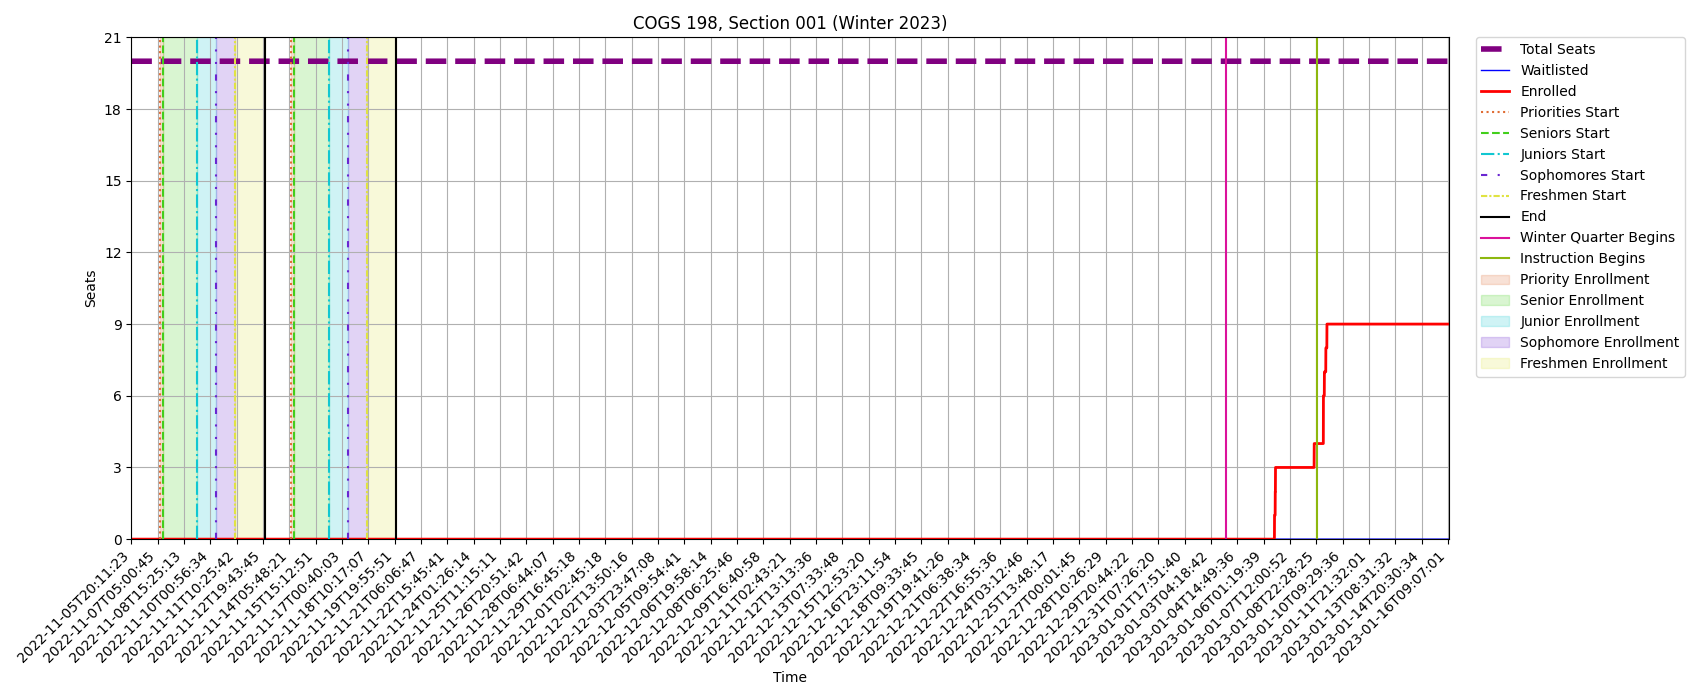 COGS 198, Section 001 (Winter 2023)
21
18
15
12
9
6
3
0
Seats
2022-11-05T20:11:23
2022-11-07T05:00:45
2022-11-08T15:25:13
2022-11-10T00:56:34
2022-11-11T10:25:42
2022-11-12T19:43:45
2022-11-14T05:48:21
2022-11-15T15:12:51
2022-11-17T00:40:03
2022-11-18T10:17:07
2022-11-19T19:55:51
2022-11-21T06:06:47
2022-11-22T15:45:41
2022-11-24T01:26:14
2022-11-25T11:15:11
2022-11-26T20:51:42
2022-11-28T06:44:07
2022-11-29T16:45:18
2022-12-01T02:45:18
2022-12-02T13:50:16
2022-12-03T23:47:08
2022-12-05T09:54:41
2022-12-06T19:58:14
2022-12-08T06:25:46
2022-12-09T16:40:58
2022-12-11T02:43:21
2022-12-12T13:13:36
2022-12-13T07:33:48
2022-12-15T12:53:20
2022-12-16T23:11:54
2022-12-18T09:33:45
2022-12-19T19:41:26
2022-12-21T06:38:34
2022-12-22T16:55:36
2022-12-24T03:12:46
2022-12-25T13:48:17
2022-12-27T00:01:45
2022-12-28T10:26:29
2022-12-29T20:44:22
2022-12-31T07:26:20
2023-01-01T17:51:40
2023-01-03T04:18:42
2023-01-04T14:49:36
2023-01-06T01:19:39
2023-01-07T12:00:52
2023-01-08T22:28:25
2023-01-10T09:29:36
2023-01-11T21:32:01
2023-01-13T08:31:32
2023-01-14T20:30:34
2023-01-16T09:07:01
Time
Total Seats
Waitlisted
Enrolled
Priorities Start
Seniors Start
Juniors Start
Sophomores Start
Freshmen Start
End
Winter Quarter Begins
Instruction Begins
Priority Enrollment
Senior Enrollment
Junior Enrollment
Sophomore Enrollment
Freshmen Enrollment